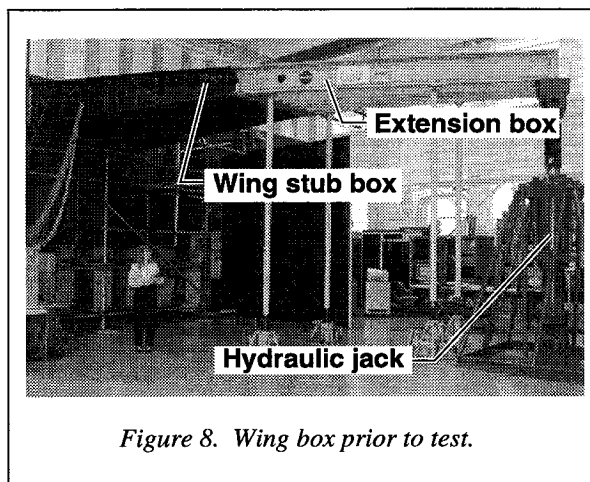 Extension box
Wing stub box
Hydraulic jack
Figure 8. Wing box prior to test.